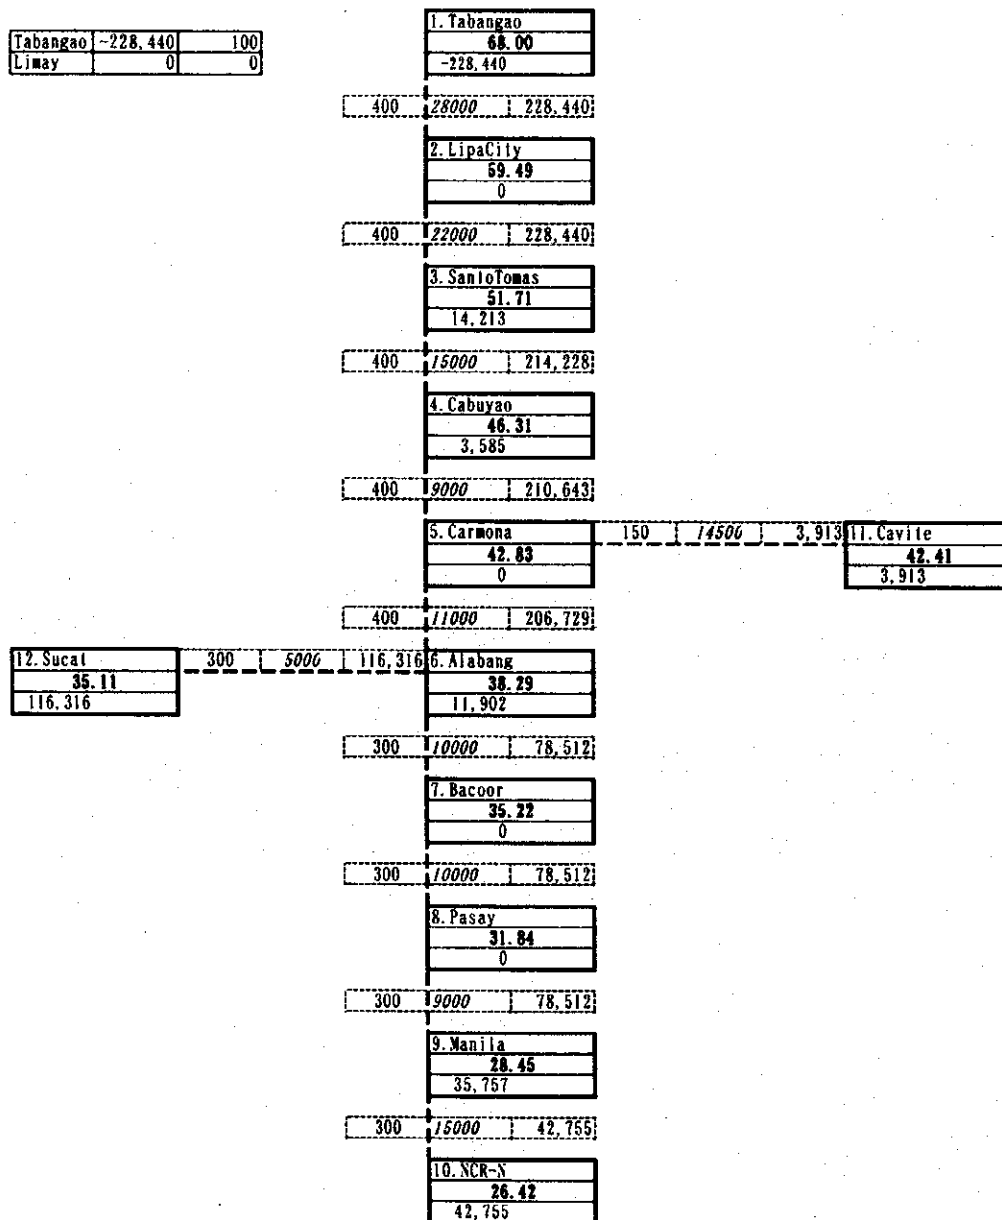 1. Tabangao
68.00
-228,440
Tabangao -228,440 100
Limay 0 0
400 28000 228,440
2. LipaCity
59.49
0
400 22000 228,440
3. SantoTomas
51.71
14,213
400 15000 214,228
4. Cabuyao
46.31
3,585
400 9000 210,643
5. Carmona 150 14500 3,913 11. Cavite
42.83 42.41
0 3,913
400 11000 206,729
12. Sucat 300 5000 116,316 6. Alabang
35.11 38.29
116,316 11,902
300 10000 78,512
7. Bacoor
35.22
0
300 10000 78,512
8. Pasay
31.84
0
300 9000 78,512
9. Manila
28.45
35,757
300 15000 42,755
10. NCR-N
26.42
42,755